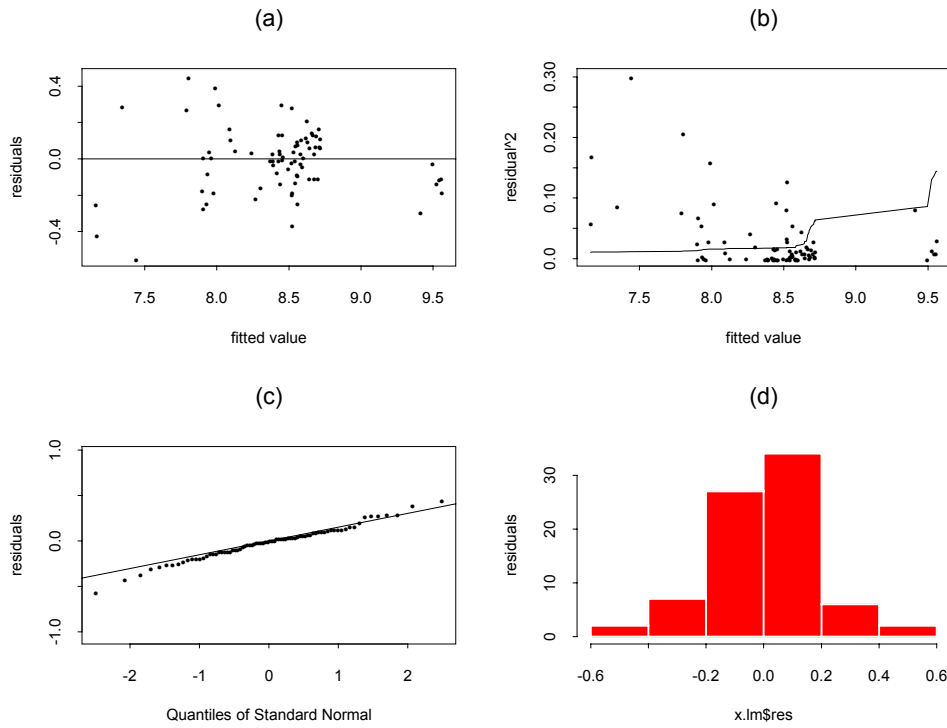 (a)
residuals
0.4
0.0
-0.4
7.5 8.0 8.5 9.0 9.5
fitted value
(b)
residual^2
0.30
0.20
0.10
0.0
7.5 8.0 8.5 9.0 9.5
fitted value
(c)
residuals
1.0
0.0
-1.0
-2 -1 0 1 2
Quantiles of Standard Normal
(d)
residuals
30
20
10
0
-0.6 -0.2 0.0 0.2 0.4 0.6
x.lm$res